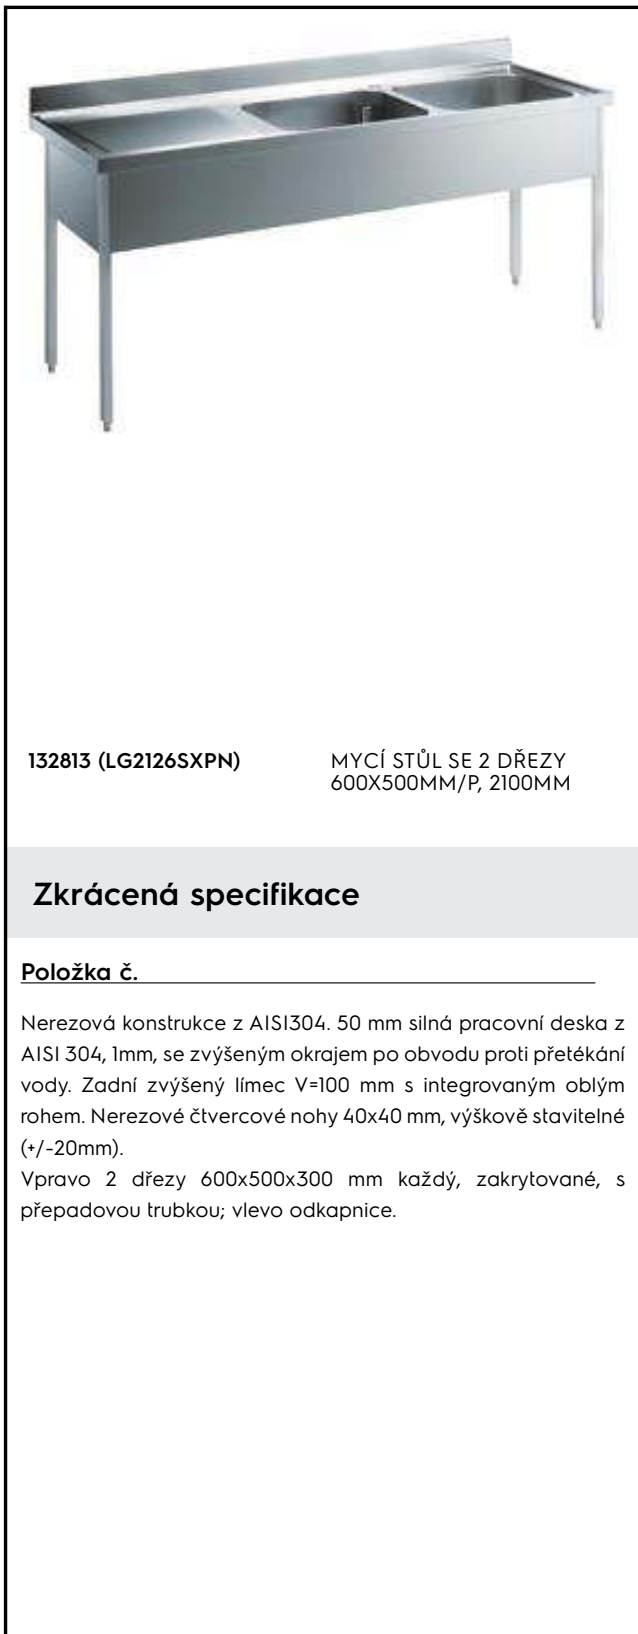 132813 (LG2126SXPN)
MYCÍ STŮL SE 2 DŘEZY
600X500MM/P, 2100MM
Zkrácená specifikace
Položka č.
Nerezová konstrukce z AISI304. 50 mm silná pracovní deska z
AISI 304, 1mm, se zvýšeným okrajem po obvodu proti přetékání
vody. Zadní zvýšený límec V=100 mm s integrovaným oblým
rohem. Nerezové čtvercové nohy 40x40 mm, výškově stavitelné
(+/-20mm).
Vpravo 2 dřezy 600x500x300 mm každý, zakrytované, s
přepadovou trubkou; vlevo odkapnice.